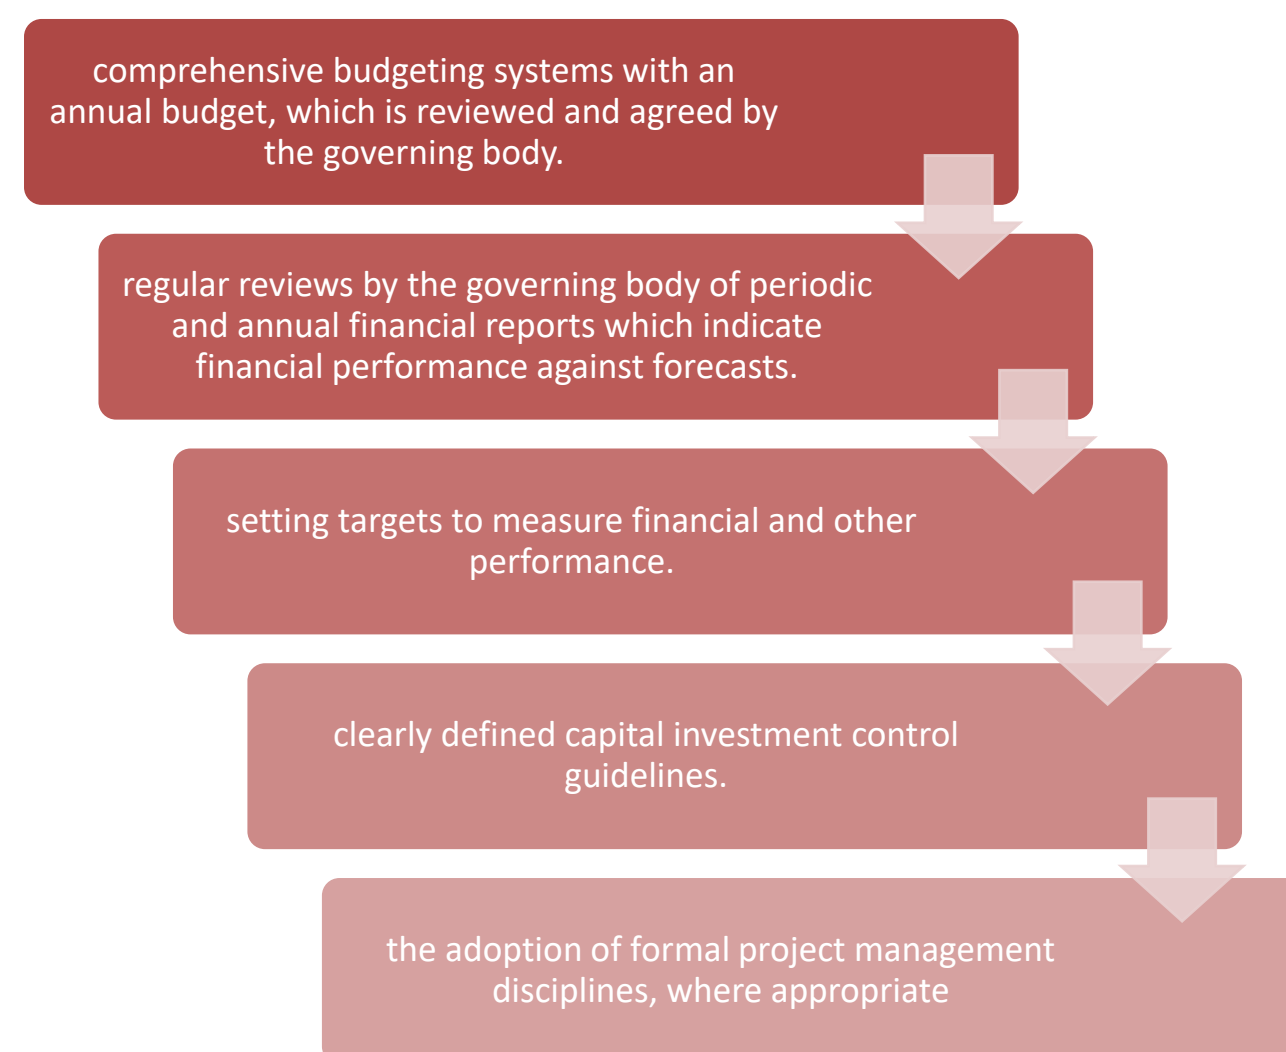 comprehensive budgeting systems with an
annual budget, which is reviewed and agreed by
the governing body.
regular reviews by the governing body of periodic
and annual financial reports which indicate
financial performance against forecasts.
setting targets to measure financial and other
performance.
clearly defined capital investment control
guidelines.
the adoption of formal project management
disciplines, where appropriate